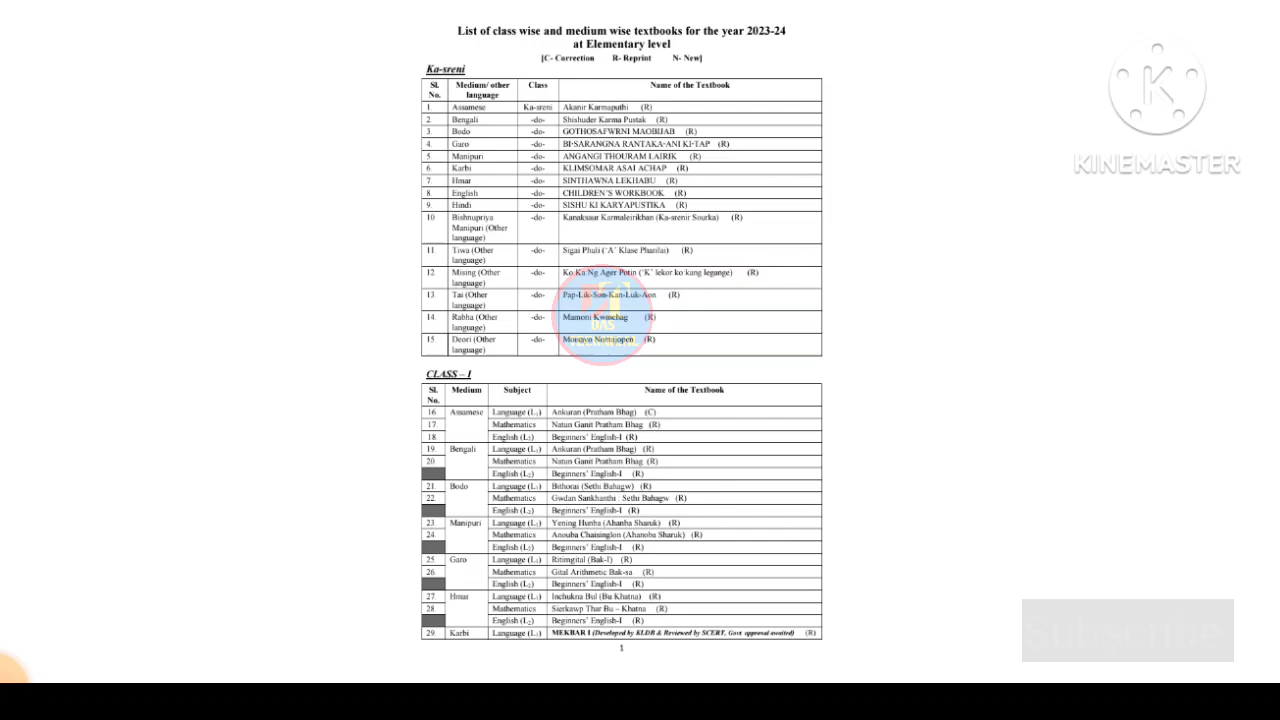 List of class wise and medium wise textbooks for the year 2023-24
at Elementary level
[C- Correction R- Reprint N- New]
Ka-sreni
Sl. No. Medium/ other language Class Name of the Textbook
1. Assamese Ka-sreni Akanir Karmaputhi (R)
2. Bengali -do- Shishuder Karma Pustak (R)
3. Bodo -do- GOTHOSAFWRNI MAOBIJAB (R)
4. Garo -do- BI·SARANGNA RANTAKA·ANI KI·TAP (R)
5. Manipuri -do- ANGANGI THOURAM LAIRIK (R)
6. Karbi -do- KLIMSOMAR ASAI ACHAP (R)
7. Hmar -do- SINTHAWNA LEKHABU (R)
8. English -do- CHILDREN'S WORKBOOK (R)
9. Hindi -do- SISHU KI KARYAPUSTIKA (R)
10 Bishnupriya -do- Kanaksaur Karmaleirikhan (Ka-srenir Sourka) (R)
Manipuri (Other
language)
11. Tiwa (Other -do- Sigai Phuli ('A' Klase Pharilai) (R)
language)
12. Mising (Other -do- Ko:Ka:Ng Ager Potin ('K' lekor ko kang legange) (R)
language)
13. Tai (Other -do- Pap-Lik-Son-Kan-Luk-Aon (R)
language)
14. Rabha (Other -do- Mamoni Kwmchag (R)
language)
15. Deori (Other -do- Moisayo Nomajopen (R)
language)
DAS
CLASS – I
Sl. No. Medium Subject Name of the Textbook
16 Assamese Language (L₁) Ankuran (Pratham Bhag) (C)
17. Mathematics Natun Ganit Pratham Bhag (R)
18. English (L₂) Beginners' English-I (R)
19. Bengali Language (L₁) Ankuran (Pratham Bhag) (R)
20 Mathematics Natun Ganit Pratham Bhag (R)
English (L₂) Beginners' English-I (R)
21. Bodo Language (L₁) Bithorai (Sethi Bahagw) (R)
22. Mathematics Gwdan Sankhanthi : Sethi Bahagw (R)
English (L₂) Beginners' English-I (R)
23. Manipuri Language (L₁) Yening Hunba (Ahanba Sharuk) (R)
24. Mathematics Anouba Chaisinglon (Ahanoba Sharuk) (R)
English (L₂) Beginners' English-I (R)
25. Garo Language (L₁) Ritimgital (Bak-I) (R)
26. Mathematics Gital Arithmetic Bak-sa (R)
English (L₂) Beginners' English-I (R)
27. Hmar Language (L₁) Inchukna Bul (Bu Khatna) (R)
28. Mathematics Sierkawp Thar Bu – Khatna (R)
English (L₂) Beginners' English-I (R)
29. Karbi Language (L₁) MEKBAR I (Developed by KLDB & Reviewed by SCERT, Govt approval awaited) (R)
1
KINEMASTER
Subscribe